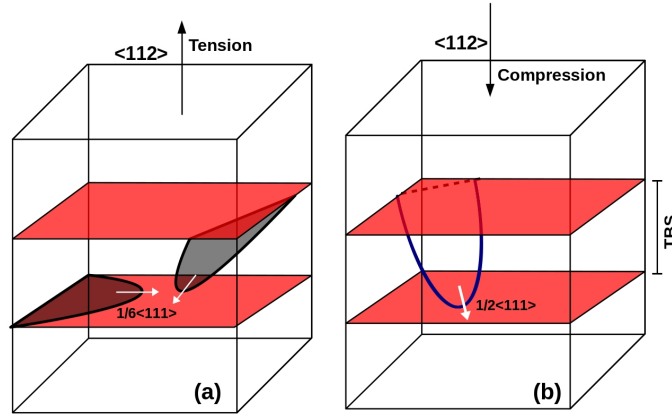 <112>
Tension
1/6<111>
(a)
<112>
Compression
1/2<111>
TBS
(b)